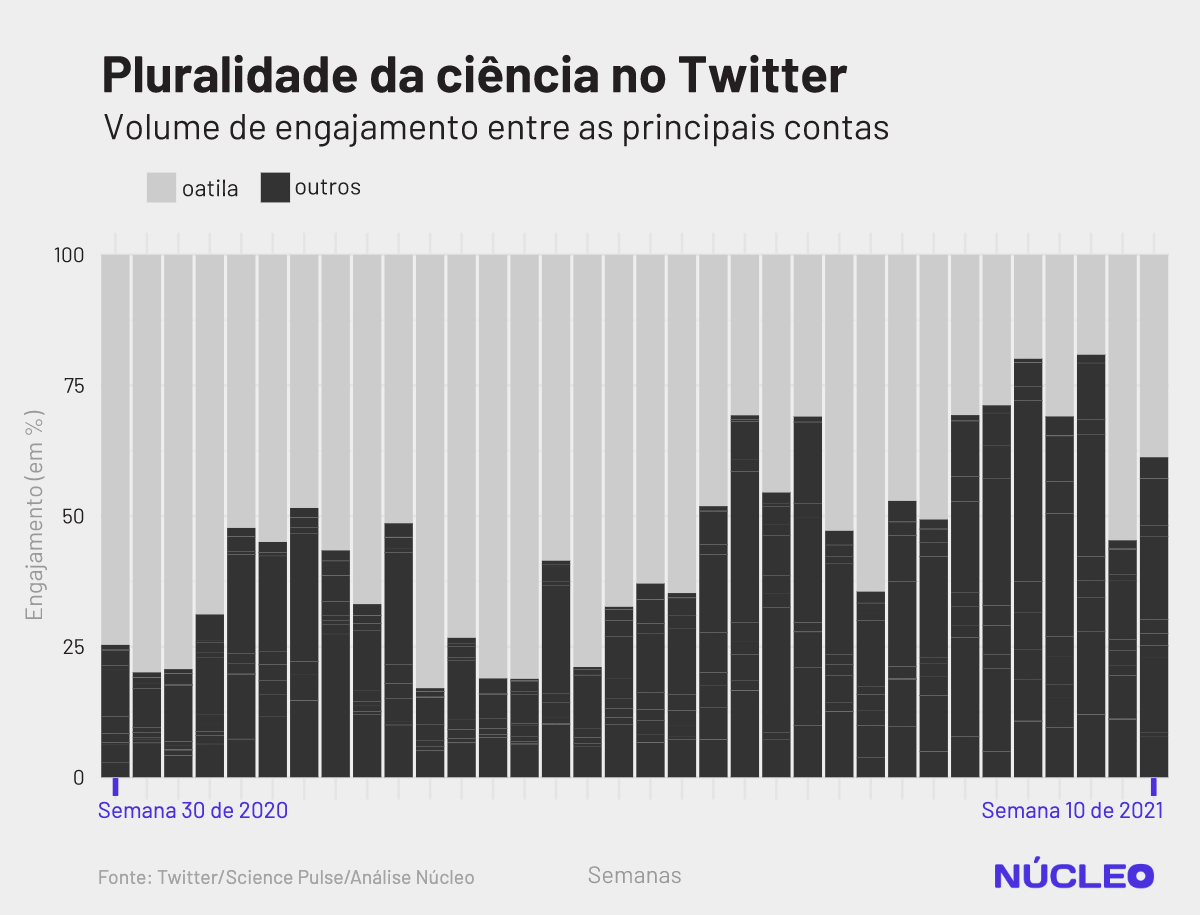 Pluralidade da ciência no Twitter
Volume de engajamento entre as principais contas
oatila outros
100
75
50
25
0
Engajamento (em %)
Semana 30 de 2020 Semana 10 de 2021
Fonte: Twitter/Science Pulse/Análise Núcleo
Semanas
NÚCLEO